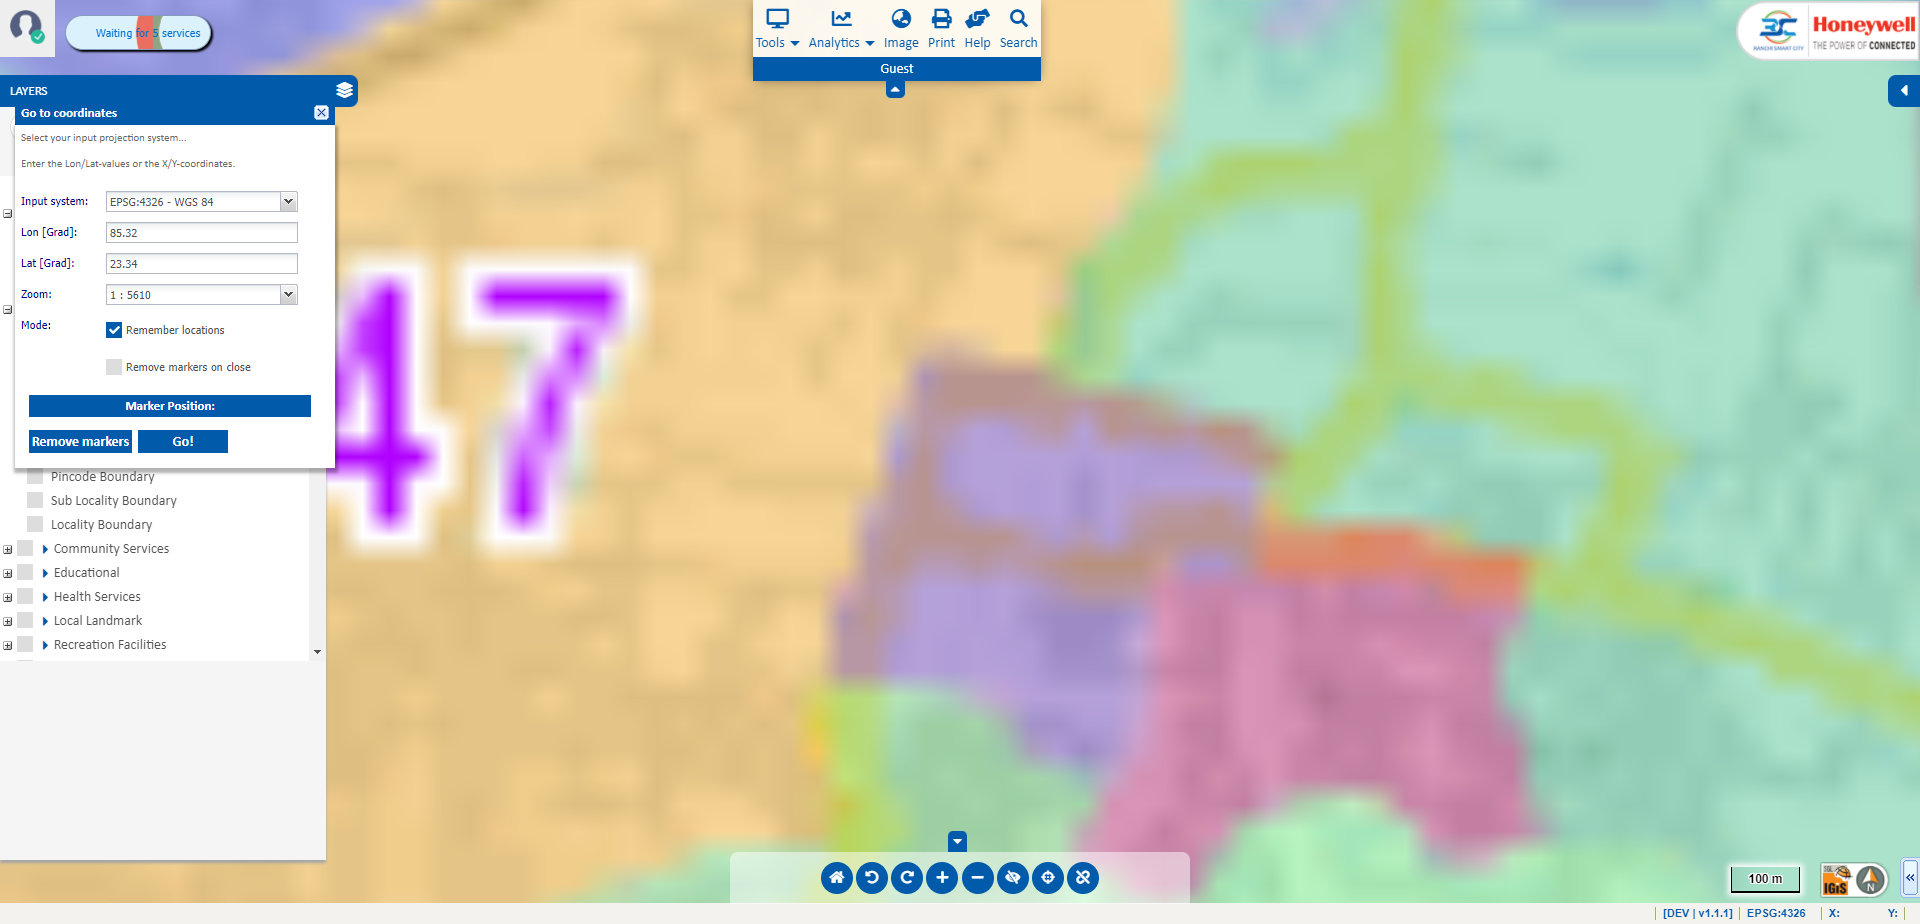 Waiting for 5 services
Tools
Analytics
Image
Print
Help
Search
Guest
RANCHI SMART CITY
Honeywell
THE POWER OF CONNECTED
LAYERS
Go to coordinates
Select your input projection system...
Enter the Lon/Lat-values or the X/Y-coordinates.
Input system:
EPSG:4326 - WGS 84
Lon [Grad]:
85.32
Lat [Grad]:
23.34
Zoom:
1 : 5610
Mode:
Remember locations
Remove markers on close
Marker Position:
Remove markers
Go!
47
Pincode Boundary
Sub Locality Boundary
Locality Boundary
Community Services
Educational
Health Services
Local Landmark
Recreation Facilities
100 m
IGiS
N
[DEV | v1.1.1]
EPSG:4326
X:
Y: